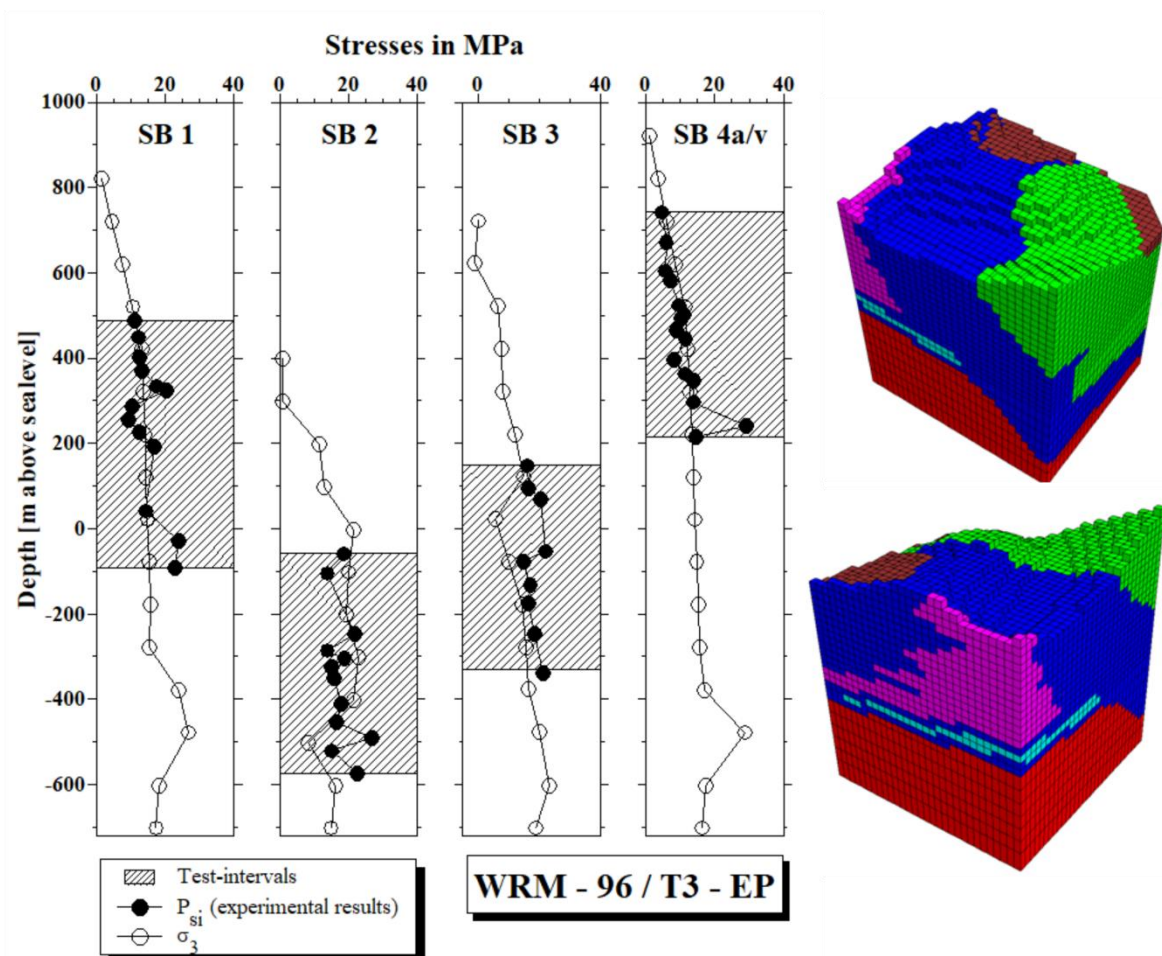 Stresses in MPa
0 20 40 0 20 40 0 20 40 0 20 40
1000
SB 1 SB 2 SB 3 SB 4a/v
800
600
400
200
0
-200
-400
-600
Depth [m above sealevel]
Test-intervals
P_si (experimental results)
σ_3
WRM - 96 / T3 - EP